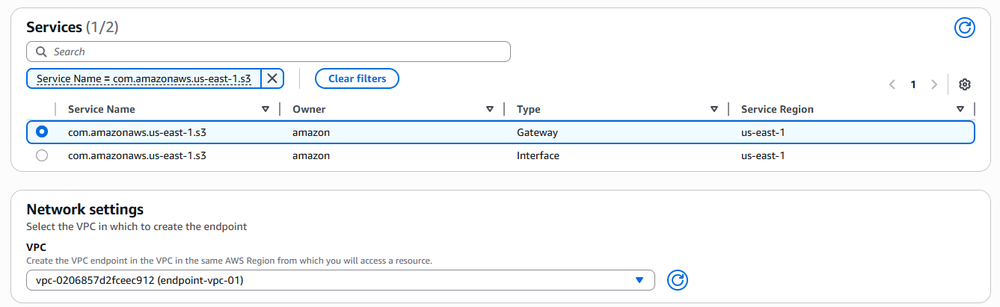 Services (1/2)
Search
Service Name = com.amazonaws.us-east-1.s3
Clear filters
1
Service Name Owner Type Service Region
com.amazonaws.us-east-1.s3 amazon Gateway us-east-1
com.amazonaws.us-east-1.s3 amazon Interface us-east-1
Network settings
Select the VPC in which to create the endpoint
VPC
Create the VPC endpoint in the VPC in the same AWS Region from which you will access a resource.
vpc-0206857d2fceec912 (endpoint-vpc-01)